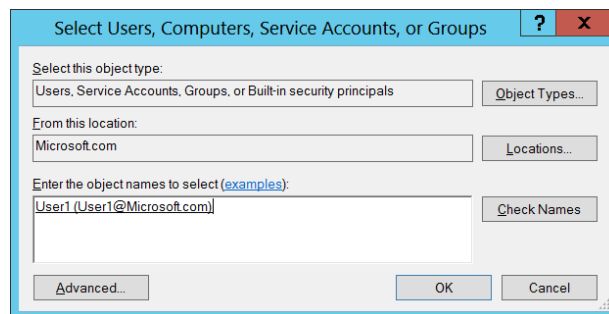 Select Users, Computers, Service Accounts, or Groups ? X
Select this object type:
Users, Service Accounts, Groups, or Built-in security principals Object Types...
From this location:
Microsoft.com Locations...
Enter the object names to select (examples):
User1 (User1@Microsoft.com) Check Names
Advanced... OK Cancel